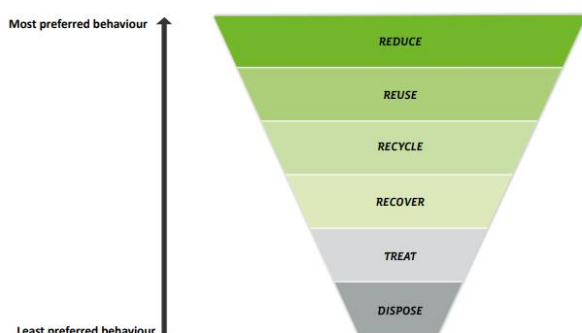 Most preferred behaviour
REDUCE
REUSE
RECYCLE
RECOVER
TREAT
DISPOSE
Least preferred behaviour